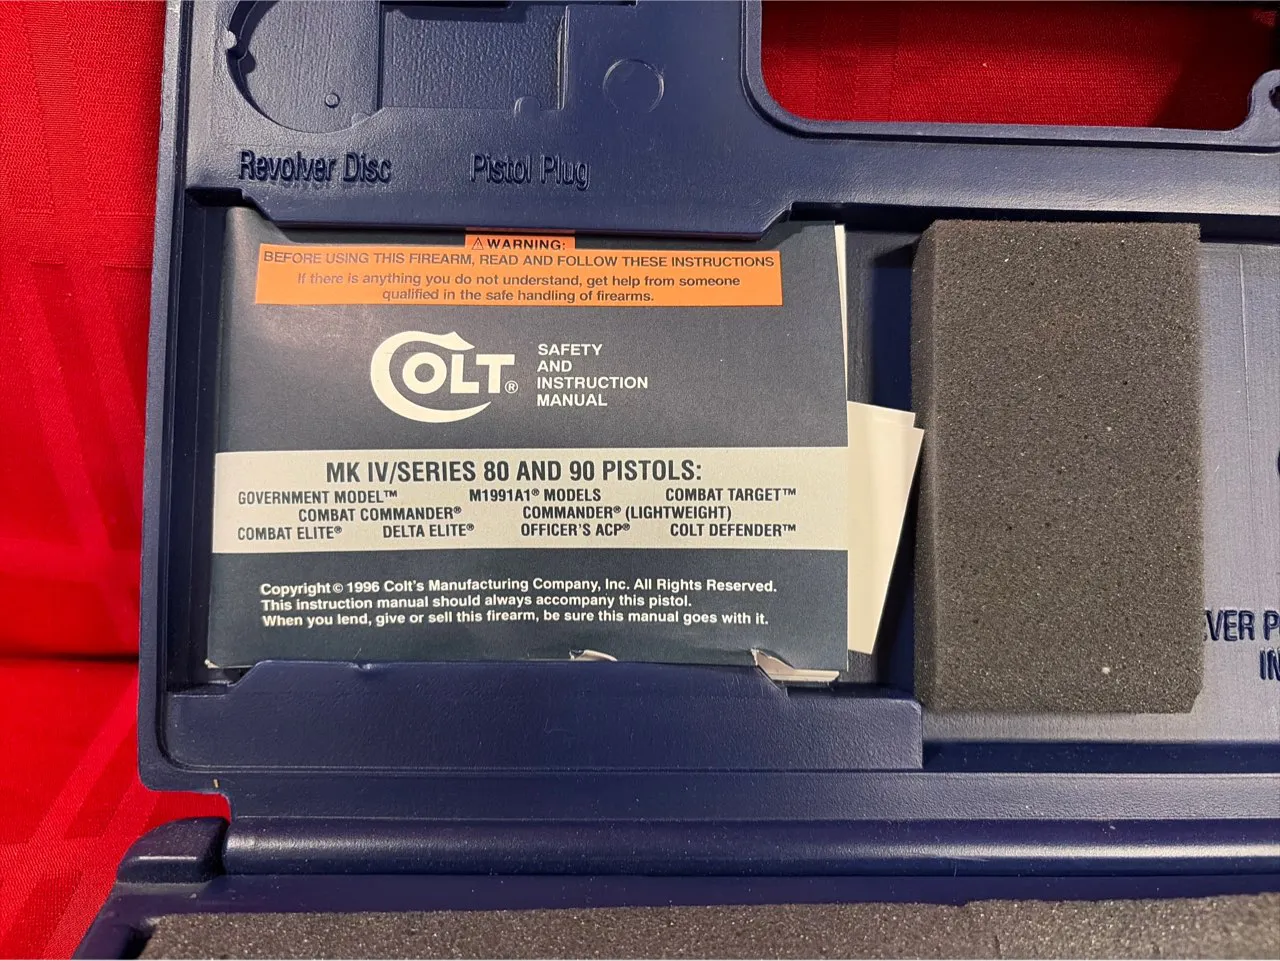 Revolver Disc Pistol Plug
⚠WARNING:
BEFORE USING THIS FIREARM, READ AND FOLLOW THESE INSTRUCTIONS
If there is anything you do not understand, get help from someone
qualified in the safe handling of firearms.
COLT®
SAFETY
AND
INSTRUCTION
MANUAL
MK IV/SERIES 80 AND 90 PISTOLS:
GOVERNMENT MODEL™ M1991A1® MODELS COMBAT TARGET™
COMBAT COMMANDER® COMMANDER® (LIGHTWEIGHT)
COMBAT ELITE® DELTA ELITE® OFFICER'S ACP® COLT DEFENDER™
Copyright © 1996 Colt's Manufacturing Company, Inc. All Rights Reserved.
This instruction manual should always accompany this pistol.
When you lend, give or sell this firearm, be sure this manual goes with it.